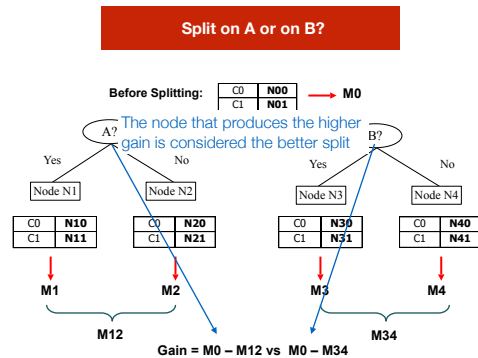 Split on A or on B?
Before Splitting:
C0 N00
C1 N01
M0
The node that produces the higher
gain is considered the better split
A?
B?
Yes
No
Yes
No
Node N1
Node N2
Node N3
Node N4
C0 N10
C1 N11
C0 N20
C1 N21
C0 N30
C1 N31
C0 N40
C1 N41
M1
M2
M3
M4
M12
M34
Gain = M0 – M12 vs M0 – M34